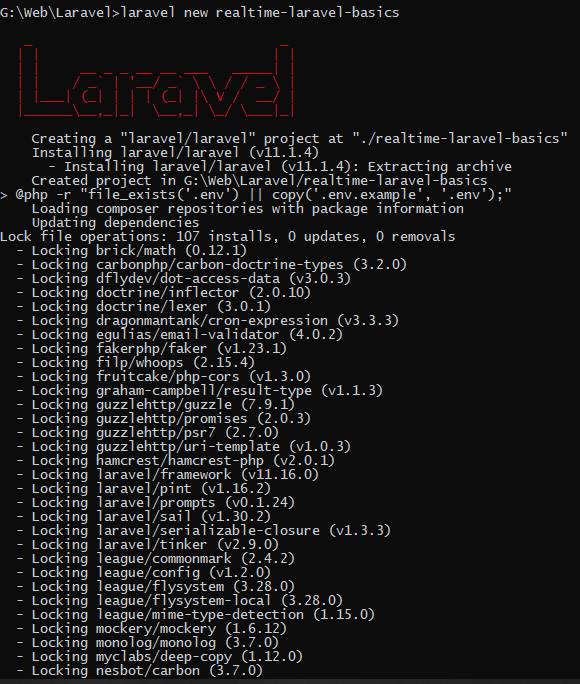 G:\Web\Laravel>laravel new realtime-laravel-basics
Laravel
Creating a "laravel/laravel" project at "./realtime-laravel-basics"
Installing laravel/laravel (v11.1.4)
- Installing laravel/laravel (v11.1.4): Extracting archive
Created project in G:\Web\Laravel/realtime-laravel-basics
> @php -r "file_exists('.env') || copy('.env.example', '.env');"
Loading composer repositories with package information
Updating dependencies
Lock file operations: 107 installs, 0 updates, 0 removals
- Locking brick/math (0.12.1)
- Locking carbonphp/carbon-doctrine-types (3.2.0)
- Locking dflydev/dot-access-data (v3.0.3)
- Locking doctrine/inflector (2.0.10)
- Locking doctrine/lexer (3.0.1)
- Locking dragonmantank/cron-expression (v3.3.3)
- Locking egulias/email-validator (4.0.2)
- Locking fakerphp/faker (v1.23.1)
- Locking filp/whoops (2.15.4)
- Locking fruitcake/php-cors (v1.3.0)
- Locking graham-campbell/result-type (v1.1.3)
- Locking guzzlehttp/guzzle (7.9.1)
- Locking guzzlehttp/promises (2.0.3)
- Locking guzzlehttp/psr7 (2.7.0)
- Locking guzzlehttp/uri-template (v1.0.3)
- Locking hamcrest/hamcrest-php (v2.0.1)
- Locking laravel/framework (v11.16.0)
- Locking laravel/pint (v1.16.2)
- Locking laravel/prompts (v0.1.24)
- Locking laravel/sail (v1.30.2)
- Locking laravel/serializable-closure (v1.3.3)
- Locking laravel/tinker (v2.9.0)
- Locking league/commonmark (2.4.2)
- Locking league/config (v1.2.0)
- Locking league/flysystem (3.28.0)
- Locking league/flysystem-local (3.28.0)
- Locking league/mime-type-detection (1.15.0)
- Locking mockery/mockery (1.6.12)
- Locking monolog/monolog (3.7.0)
- Locking myclabs/deep-copy (1.12.0)
- Locking nesbot/carbon (3.7.0)